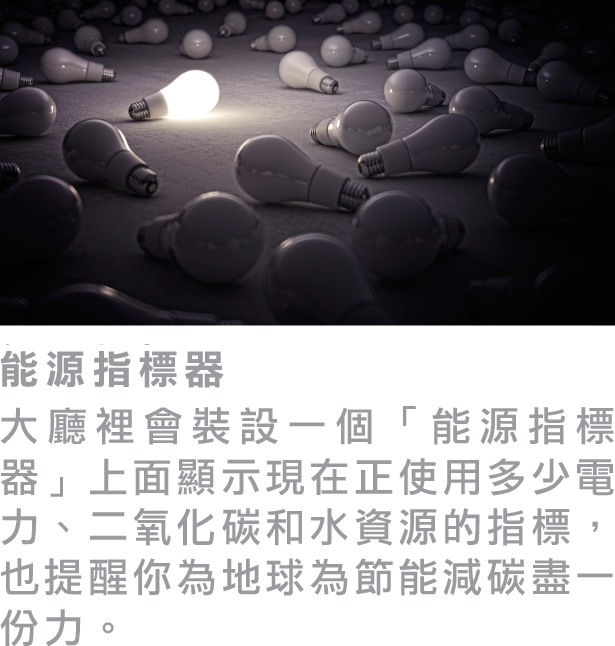 能源指標器
大廳裡會裝設一個「能源指標
器」上面顯示現在正使用多少電
力、二氧化碳和水資源的指標，
也提醒你為地球為節能減碳盡一
份力。